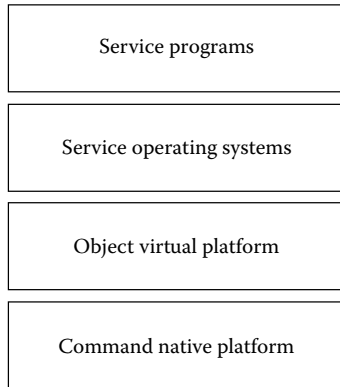 Service programs
Service operating systems
Object virtual platform
Command native platform